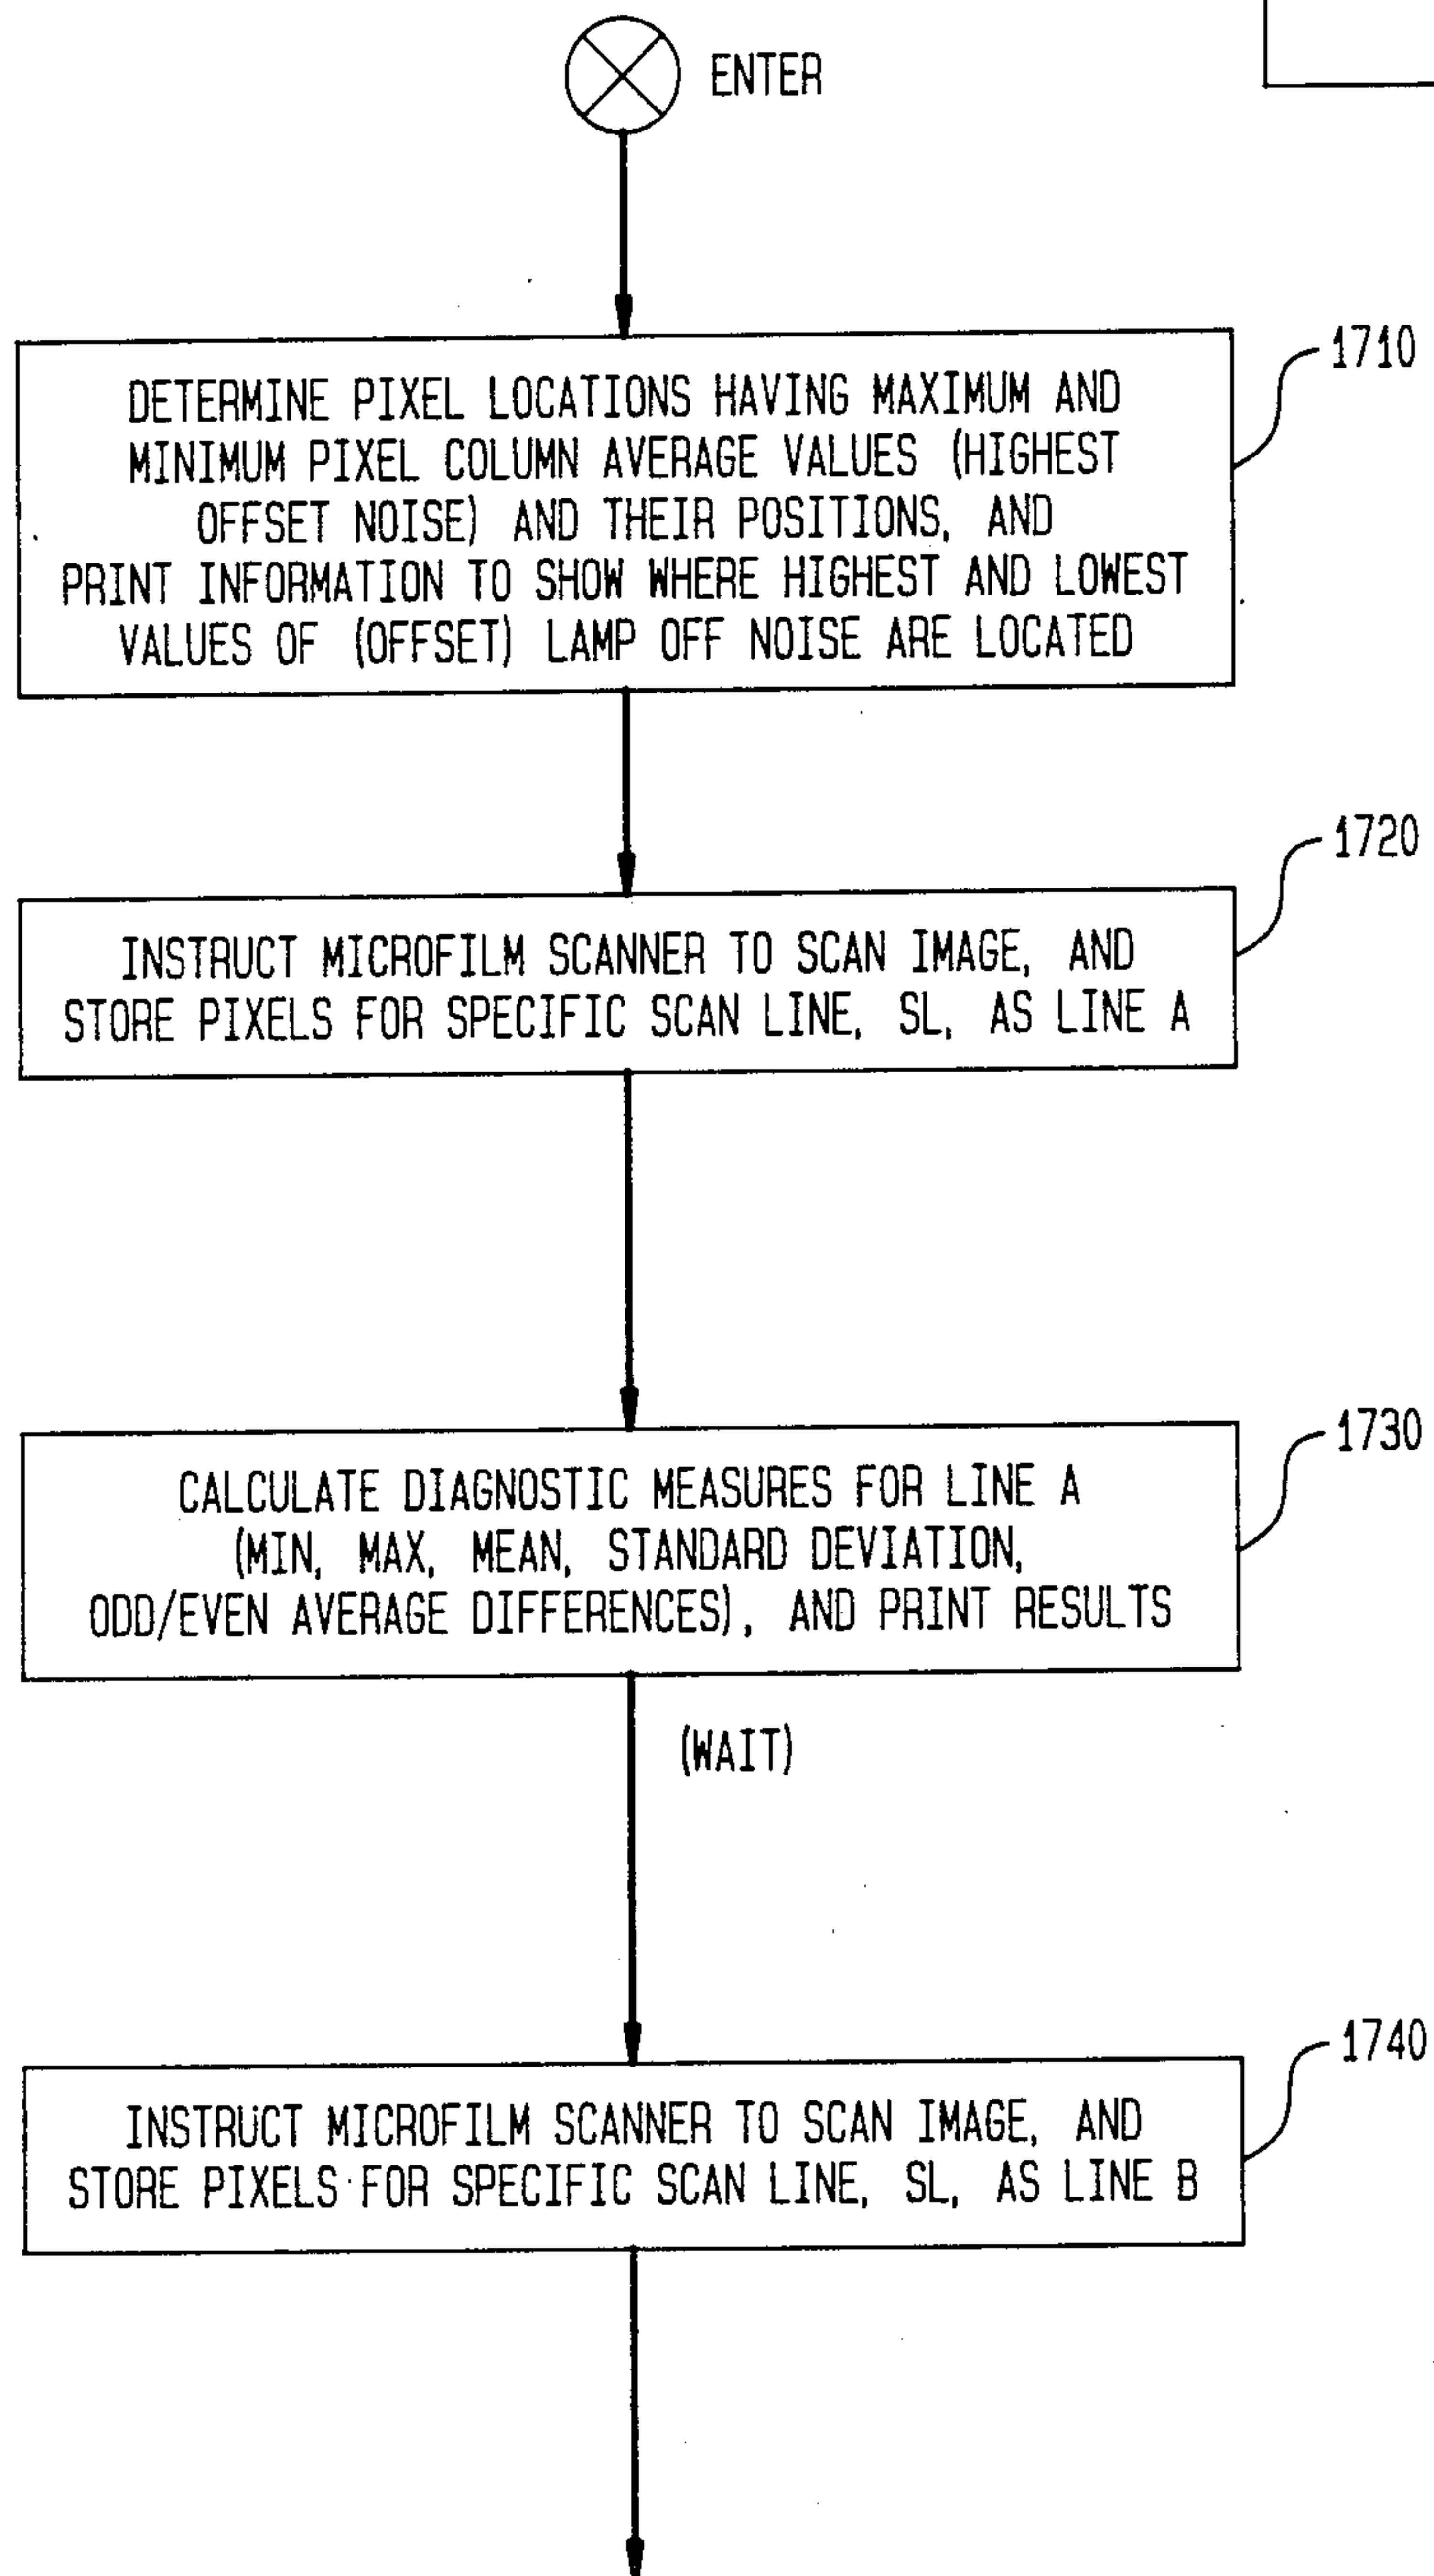 ENTER
1710
DETERMINE PIXEL LOCATIONS HAVING MAXIMUM AND
MINIMUM PIXEL COLUMN AVERAGE VALUES (HIGHEST
OFFSET NOISE) AND THEIR POSITIONS, AND
PRINT INFORMATION TO SHOW WHERE HIGHEST AND LOWEST
VALUES OF (OFFSET) LAMP OFF NOISE ARE LOCATED
1720
INSTRUCT MICROFILM SCANNER TO SCAN IMAGE, AND
STORE PIXELS FOR SPECIFIC SCAN LINE, SL, AS LINE A
1730
CALCULATE DIAGNOSTIC MEASURES FOR LINE A
(MIN, MAX, MEAN, STANDARD DEVIATION,
ODD/EVEN AVERAGE DIFFERENCES), AND PRINT RESULTS
(WAIT)
1740
INSTRUCT MICROFILM SCANNER TO SCAN IMAGE, AND
STORE PIXELS FOR SPECIFIC SCAN LINE, SL, AS LINE B